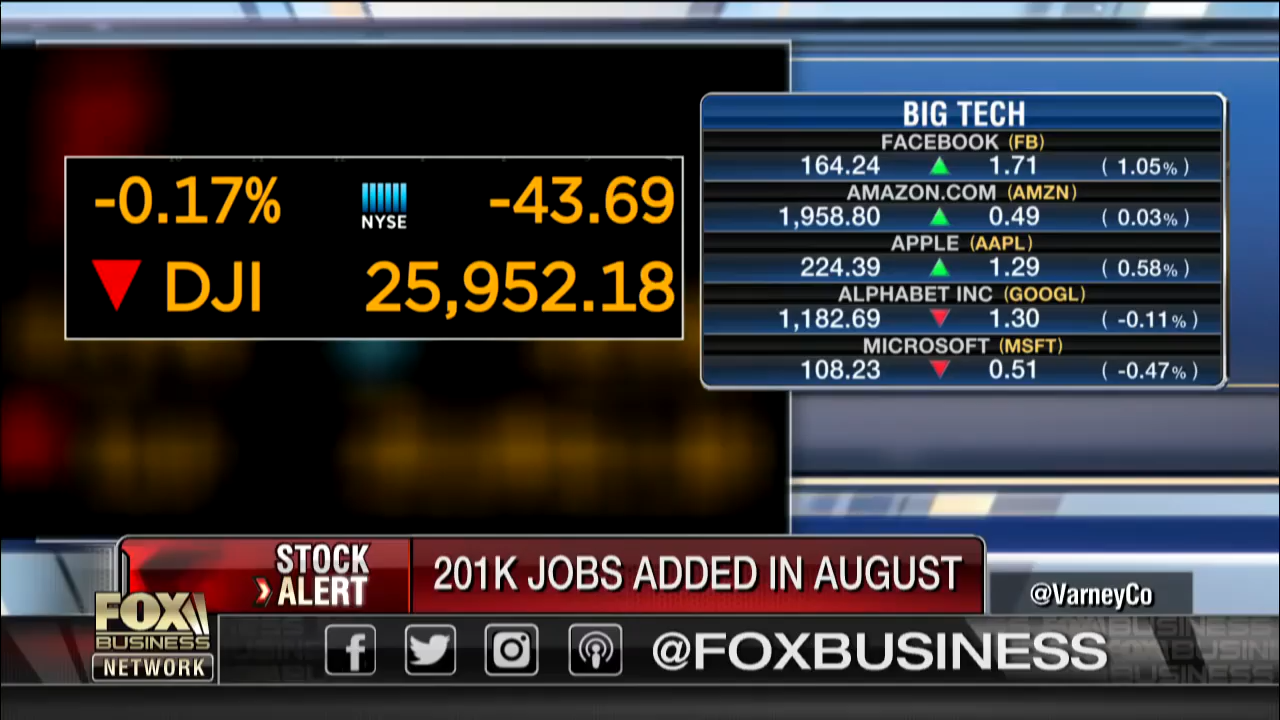 -0.17% NYSE -43.69
DJI 25,952.18
BIG TECH
FACEBOOK (FB)
164.24 1.71 (1.05%)
AMAZON.COM (AMZN)
1,958.80 0.49 (0.03%)
APPLE (AAPL)
224.39 1.29 (0.58%)
ALPHABET INC (GOOGL)
1,182.69 1.30 (-0.11%)
MICROSOFT (MSFT)
108.23 0.51 (-0.47%)
STOCK
ALERT
201K JOBS ADDED IN AUGUST
@VarneyCo
FOX
BUSINESS
NETWORK
@FOXBUSINESS